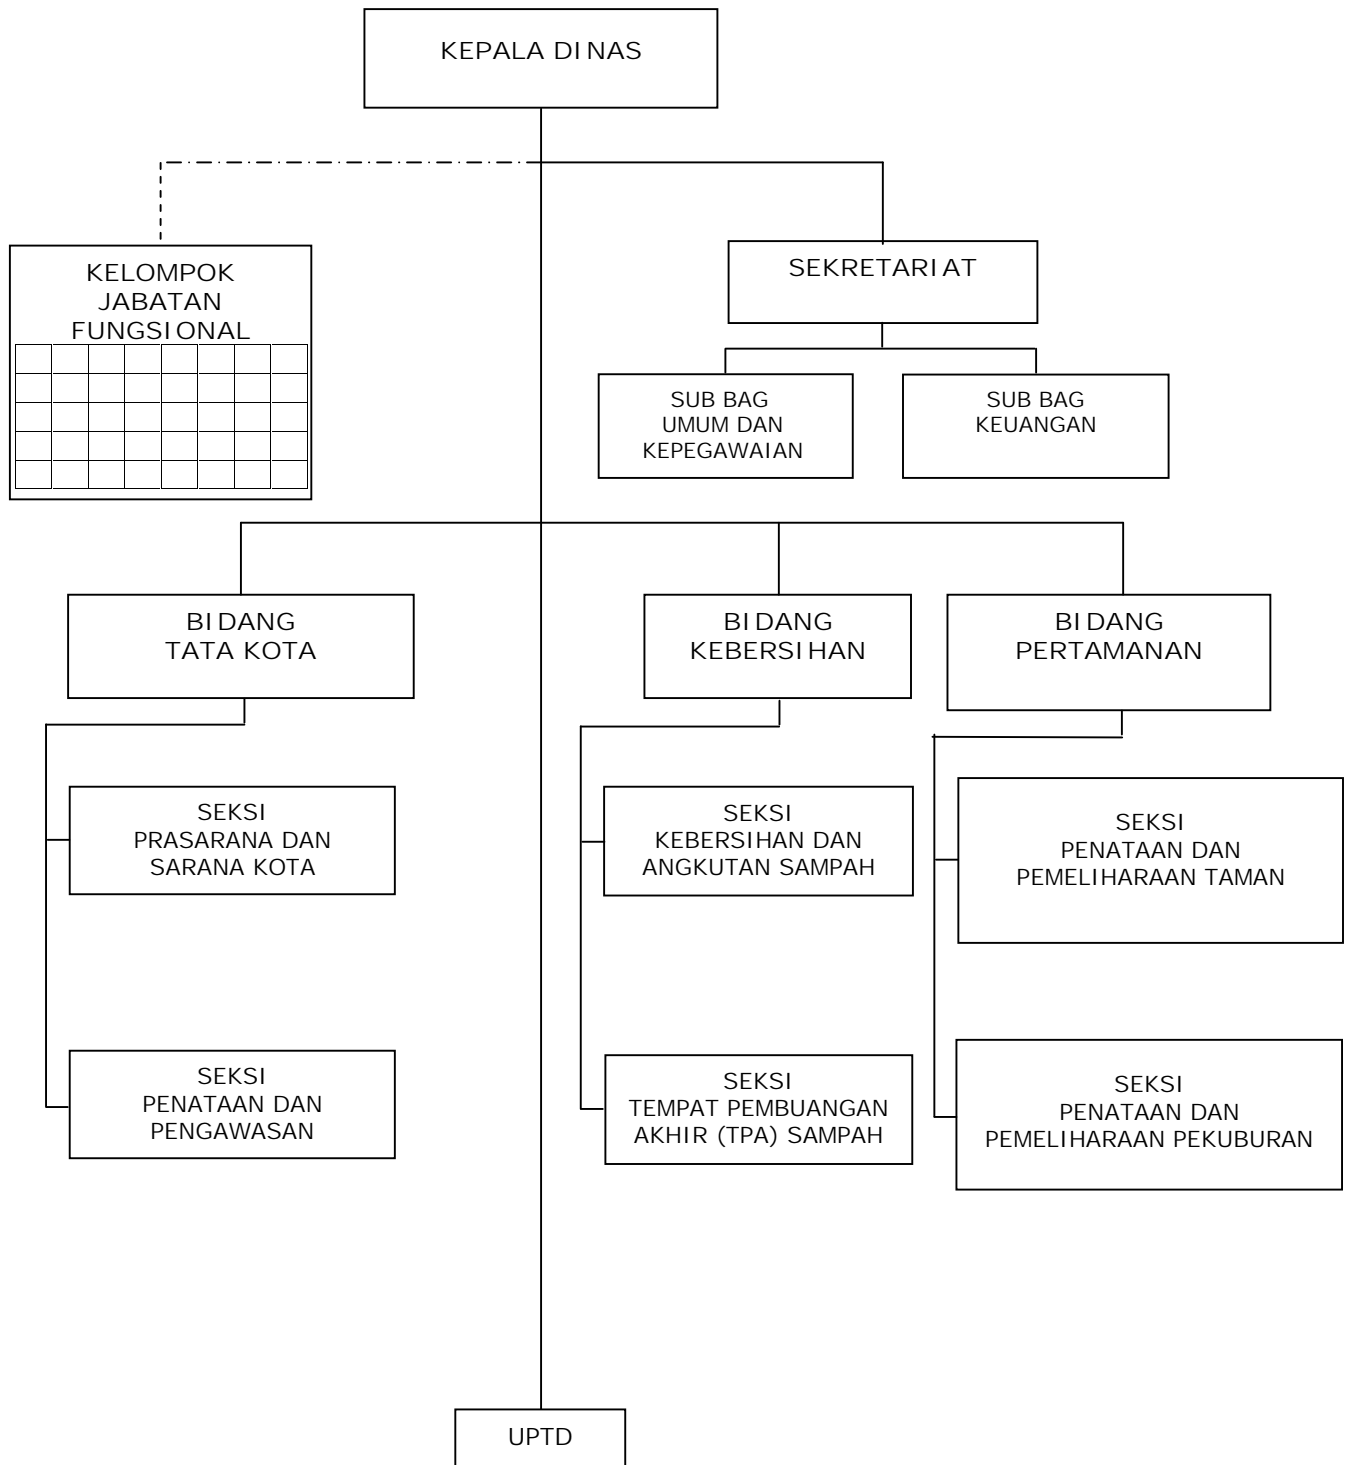 KEPALA DINAS
KELOMPOK
JABATAN
FUNGSIONAL
SEKRETARIAT
SUB BAG
UMUM DAN
KEPEGAWAIAN
SUB BAG
KEUANGAN
BIDANG
TATA KOTA
BIDANG
KEBERSIHAN
BIDANG
PERTAMANAN
SEKSI
PRASARANA DAN
SARANA KOTA
SEKSI
KEBERSIHAN DAN
ANGKUTAN SAMPAH
SEKSI
PENATAAN DAN
PEMELIHARAAN TAMAN
SEKSI
PENATAAN DAN
PENGAWASAN
SEKSI
TEMPAT PEMBUANGAN
AKHIR (TPA) SAMPAH
SEKSI
PENATAAN DAN
PEMELIHARAAN PEKUBURAN
UPTD